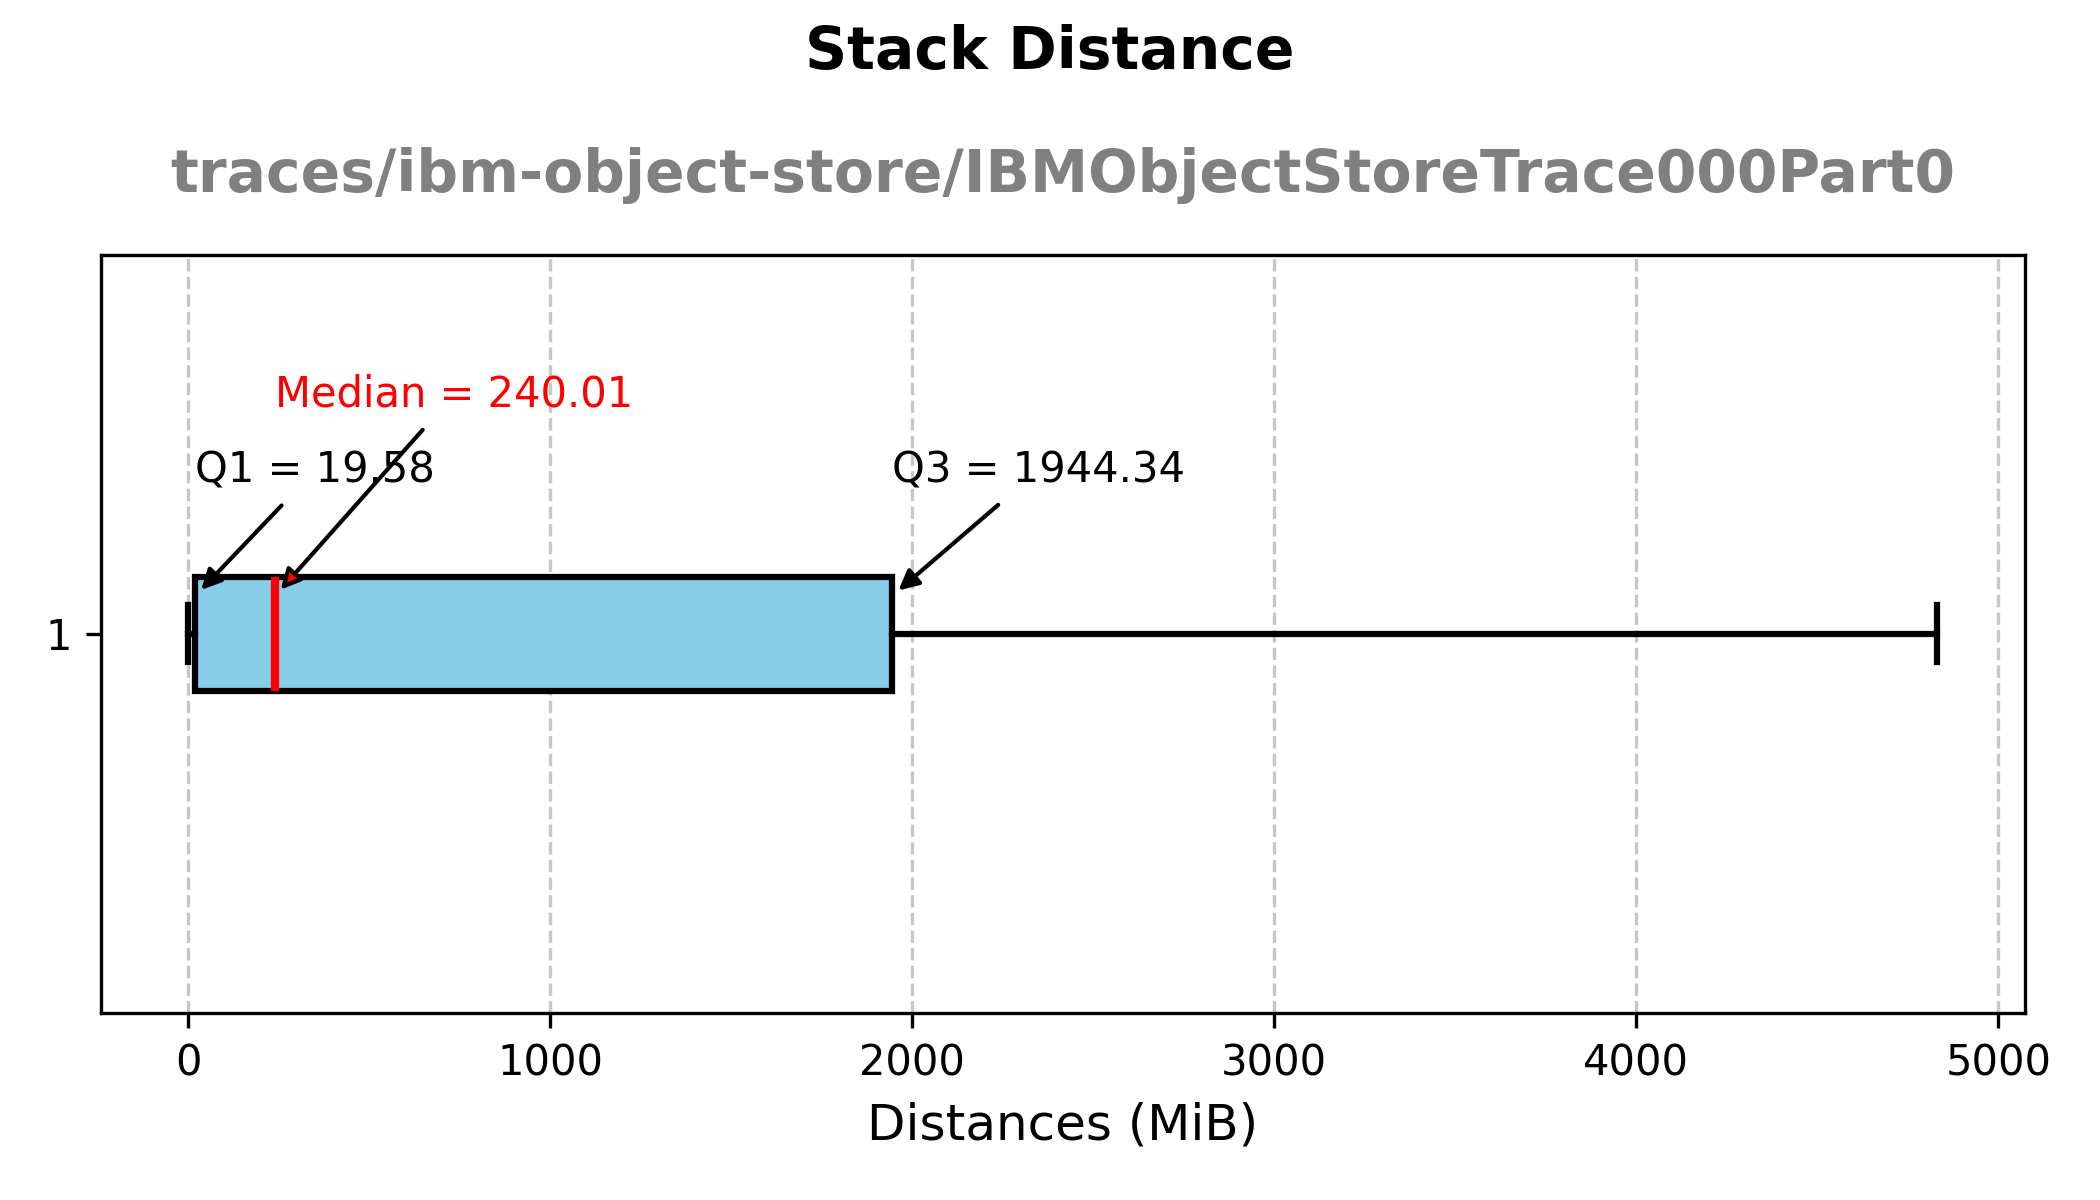 Stack Distance
traces/ibm-object-store/IBMObjectStoreTrace000Part0
Median = 240.01
Q1 = 19.58
Q3 = 1944.34
1
0
1000
2000
3000
4000
5000
Distances (MiB)